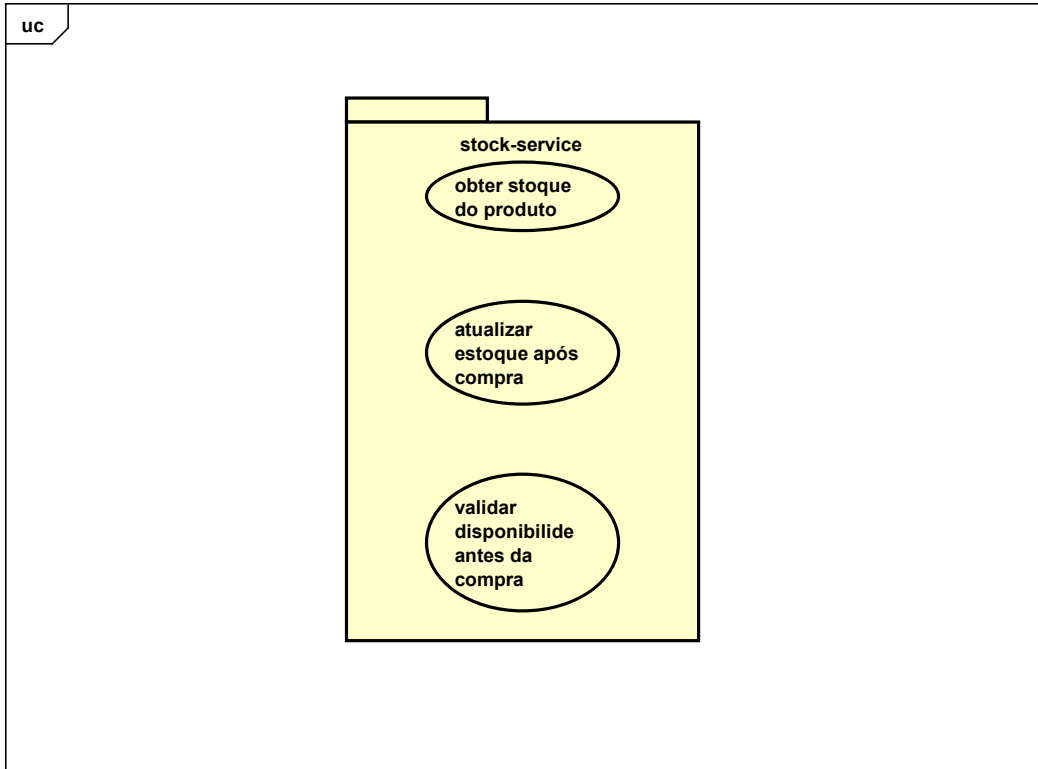 uc
stock-service
obter stoque
do produto
atualizar
estoque após
compra
validar
disponibilide
antes da
compra